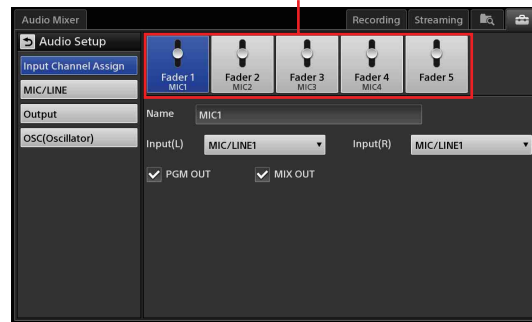 Audio Mixer Recording Streaming
Audio Setup
Input Channel Assign
MIC/LINE
Output
OSC(Oscillator)
Fader 1 Fader 2 Fader 3 Fader 4 Fader 5
MIC1 MIC2 MIC3 MIC4
Name MIC1
Input(L) MIC/LINE1 Input(R) MIC/LINE1
PGM OUT MIX OUT